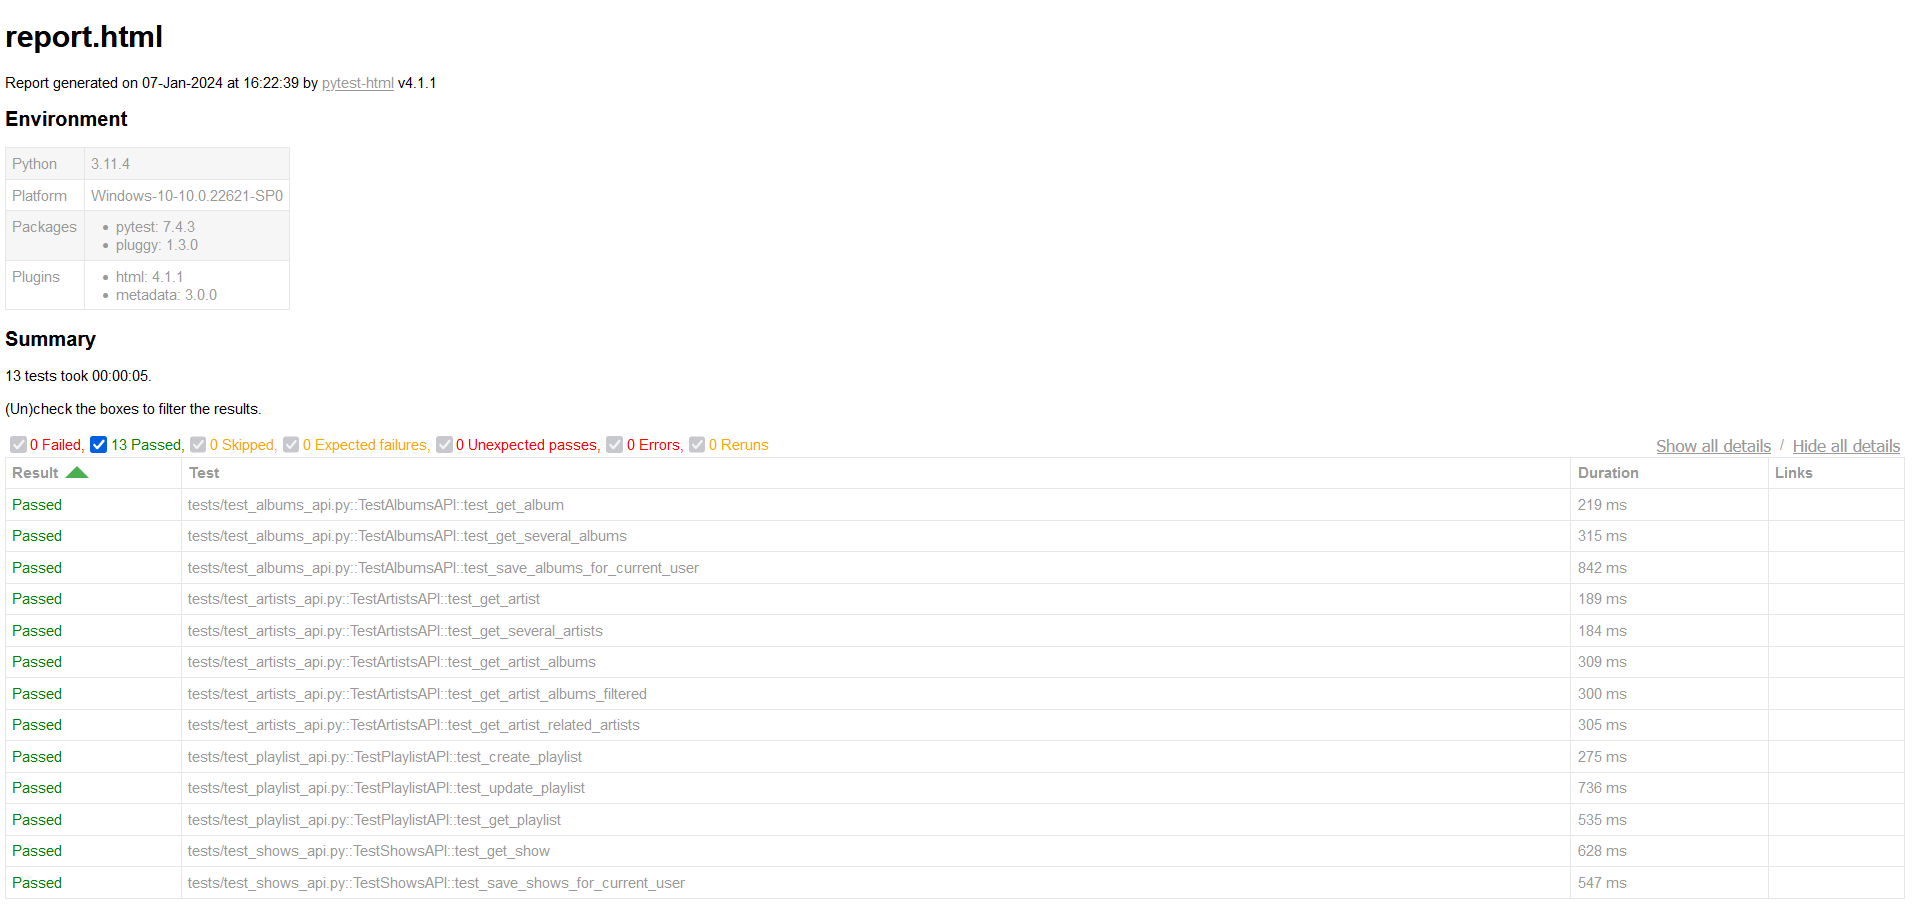 report.html
Report generated on 07-Jan-2024 at 16:22:39 by pytest-html v4.1.1
Environment
Python 3.11.4
Platform Windows-10-10.0.22621-SP0
Packages • pytest: 7.4.3
• pluggy: 1.3.0
Plugins • html: 4.1.1
• metadata: 3.0.0
Summary
13 tests took 00:00:05.
(Un)check the boxes to filter the results.
0 Failed, 13 Passed, 0 Skipped, 0 Expected failures, 0 Unexpected passes, 0 Errors, 0 Reruns Show all details / Hide all details
Result Test Duration Links
Passed tests/test_albums_api.py::TestAlbumsAPI::test_get_album 219 ms
Passed tests/test_albums_api.py::TestAlbumsAPI::test_get_several_albums 315 ms
Passed tests/test_albums_api.py::TestAlbumsAPI::test_save_albums_for_current_user 842 ms
Passed tests/test_artists_api.py::TestArtistsAPI::test_get_artist 189 ms
Passed tests/test_artists_api.py::TestArtistsAPI::test_get_several_artists 184 ms
Passed tests/test_artists_api.py::TestArtistsAPI::test_get_artist_albums 309 ms
Passed tests/test_artists_api.py::TestArtistsAPI::test_get_artist_albums_filtered 300 ms
Passed tests/test_artists_api.py::TestArtistsAPI::test_get_artist_related_artists 305 ms
Passed tests/test_playlist_api.py::TestPlaylistAPI::test_create_playlist 275 ms
Passed tests/test_playlist_api.py::TestPlaylistAPI::test_update_playlist 736 ms
Passed tests/test_playlist_api.py::TestPlaylistAPI::test_get_playlist 535 ms
Passed tests/test_shows_api.py::TestShowsAPI::test_get_show 628 ms
Passed tests/test_shows_api.py::TestShowsAPI::test_save_shows_for_current_user 547 ms